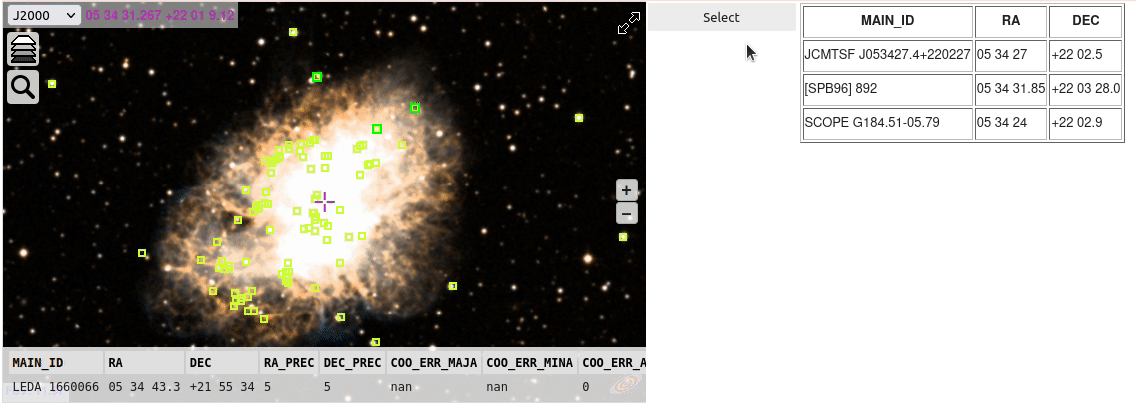 J2000 05 34 31.267 +22 01 9.12
Select
MAIN_ID RA DEC
JCMTSF J053427.4+220227 05 34 27 +22 02.5
[SPB96] 892 05 34 31.85 +22 03 28.0
SCOPE G184.51-05.79 05 34 24 +22 02.9
+
−
MAIN_ID RA DEC RA_PREC DEC_PREC COO_ERR_MAJA COO_ERR_MINA COO_ERR_A
LEDA 1660066 05 34 43.3 +21 55 34 5 5 nan nan 0